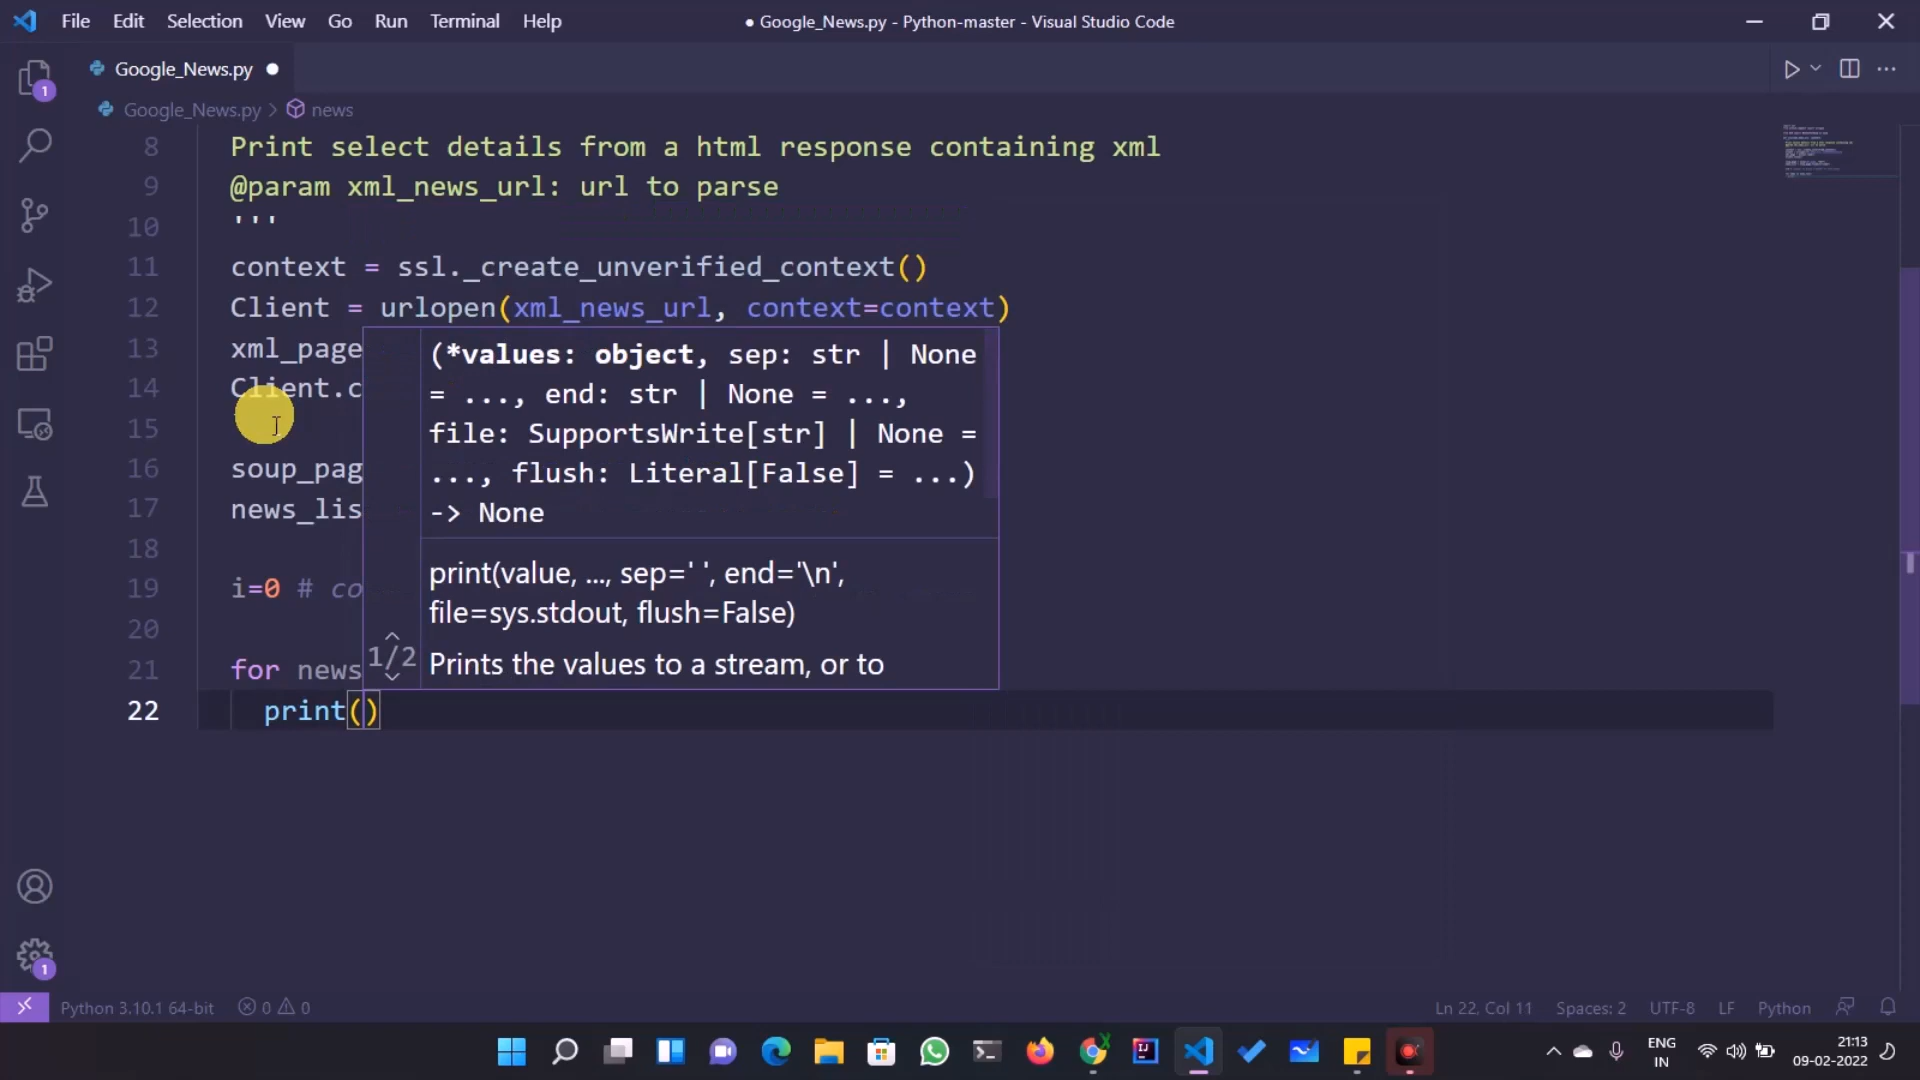 File Edit Selection View Go Run Terminal Help
● Google_News.py - Python-master - Visual Studio Code
Google_News.py ●
Google_News.py > news
1
8 Print select details from a html response containing xml
9 @param xml_news_url: url to parse
10 '''
11 context = ssl._create_unverified_context()
12 Client = urlopen(xml_news_url, context=context)
13 xml_page
14 Client.c
15
16 soup_pag
17 news_lis
18
19 i=0 # co
20
21 for news
22 print()
(*values: object, sep: str | None
= ..., end: str | None = ...,
file: SupportsWrite[str] | None =
..., flush: Literal[False] = ...)
-> None
print(value, ..., sep=' ', end='\n',
file=sys.stdout, flush=False)
1/2
Prints the values to a stream, or to
1
Python 3.10.1 64-bit 0 0
Ln 22, Col 11 Spaces: 2 UTF-8 LF Python
ENG
IN
21:13
09-02-2022